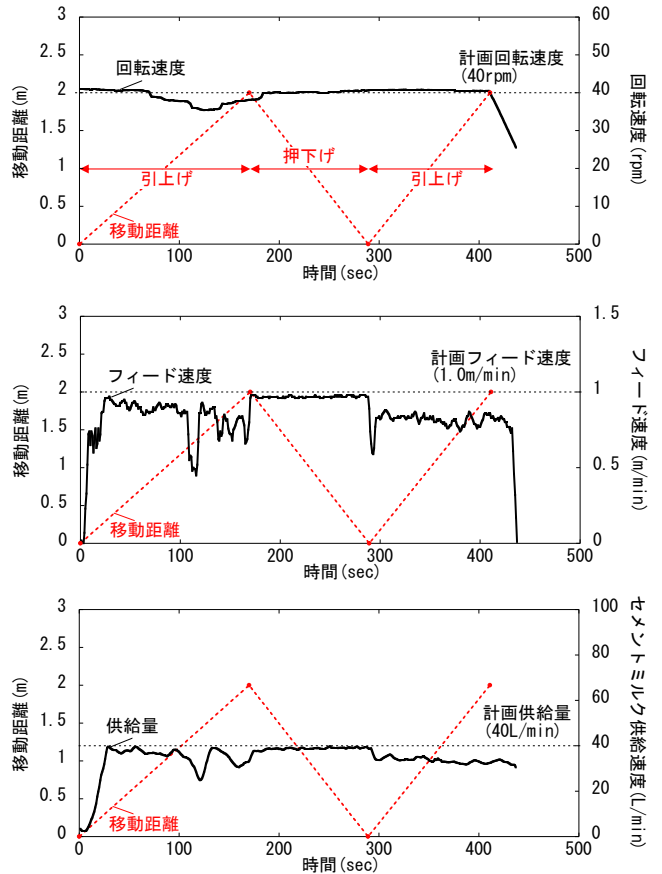 3
2.5
2
1.5
1
0.5
0
60
50
40
30
20
10
0
0
100
200
300
400
500
移動距離(m)
回転速度(rpm)
時間(sec)
回転速度
計画回転速度
(40rpm)
引上げ
押下げ
引上げ
移動距離
3
2.5
2
1.5
1
0.5
0
1.5
1
0.5
0
0
100
200
300
400
500
移動距離(m)
フィード速度(m/min)
時間(sec)
フィード速度
計画フィード速度
(1.0m/min)
移動距離
3
2.5
2
1.5
1
0.5
0
100
80
60
40
20
0
0
100
200
300
400
500
移動距離(m)
セメントミルク供給速度(L/min)
時間(sec)
供給量
計画供給量
(40L/min)
移動距離